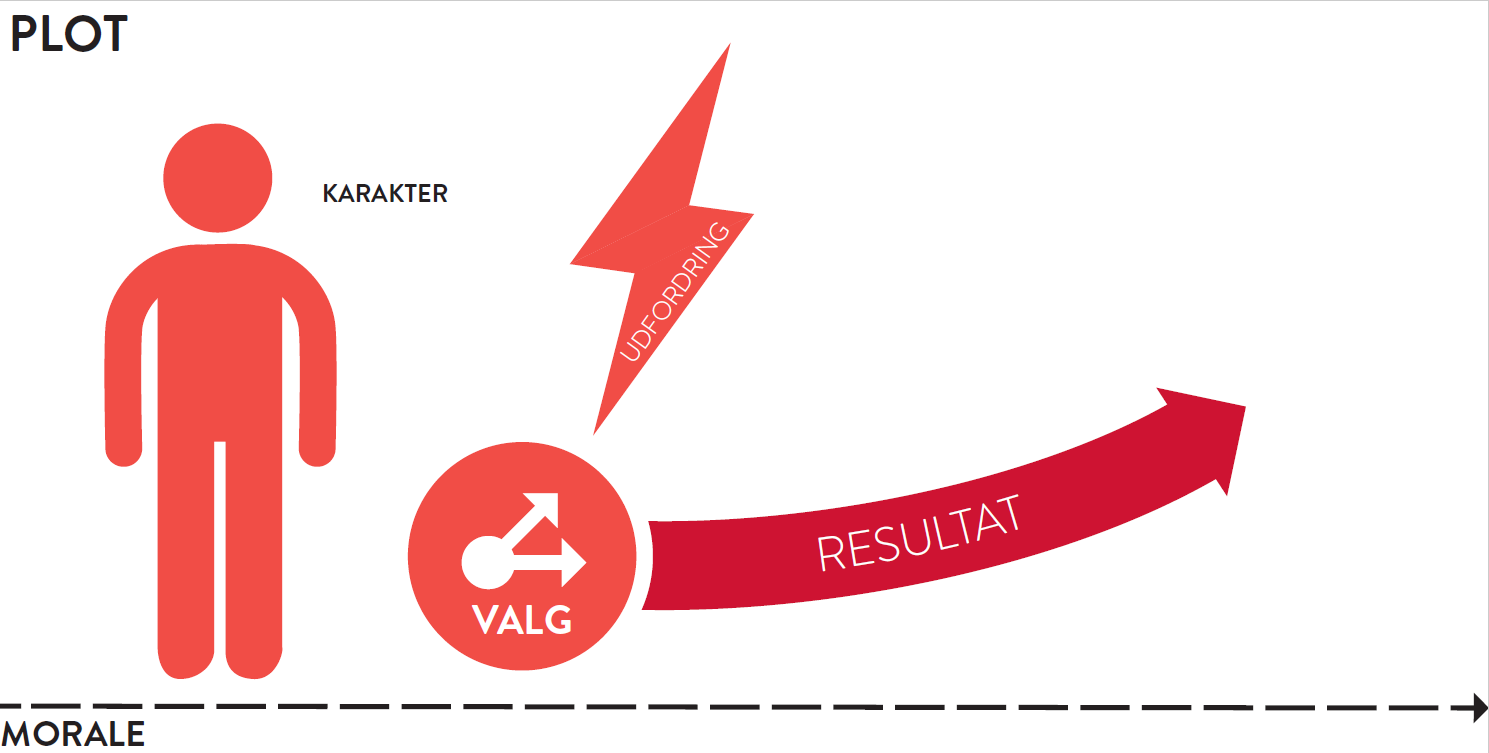 PLOT
KARAKTER
UDFORDRING
VALG
RESULTAT
MORALE